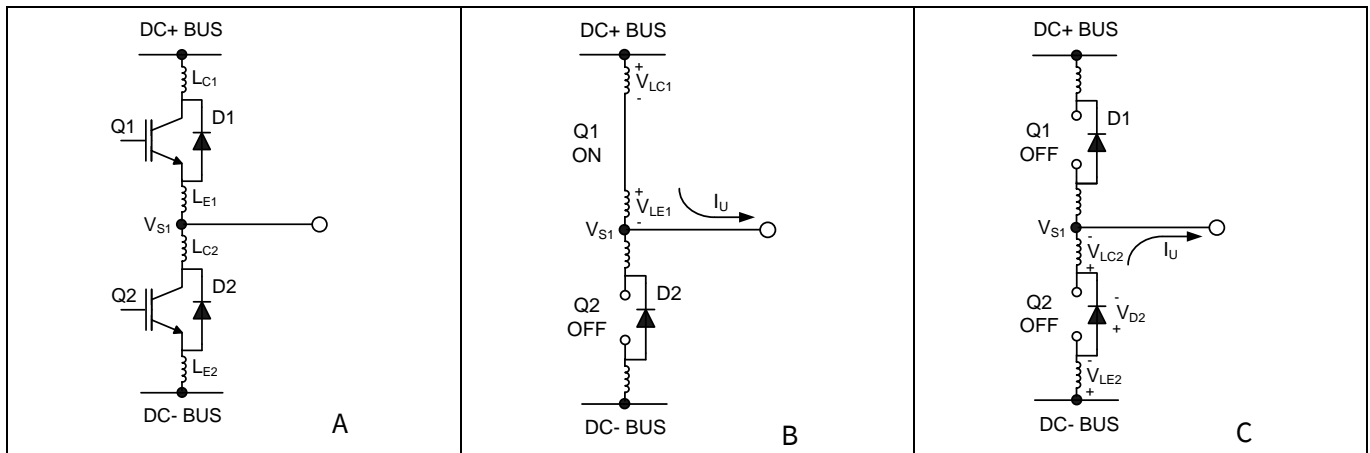 DC+ BUS
LC1
Q1
D1
LE1
VS1
LC2
Q2
D2
LE2
DC- BUS
A
DC+ BUS
+
VLC1
-
Q1
ON
+
VLE1
-
IU
VS1
Q2
OFF
D2
DC- BUS
B
DC+ BUS
Q1
OFF
D1
VS1
-
VLC2
+
IU
Q2
OFF
-
VD2
+
-
VLE2
+
DC- BUS
C